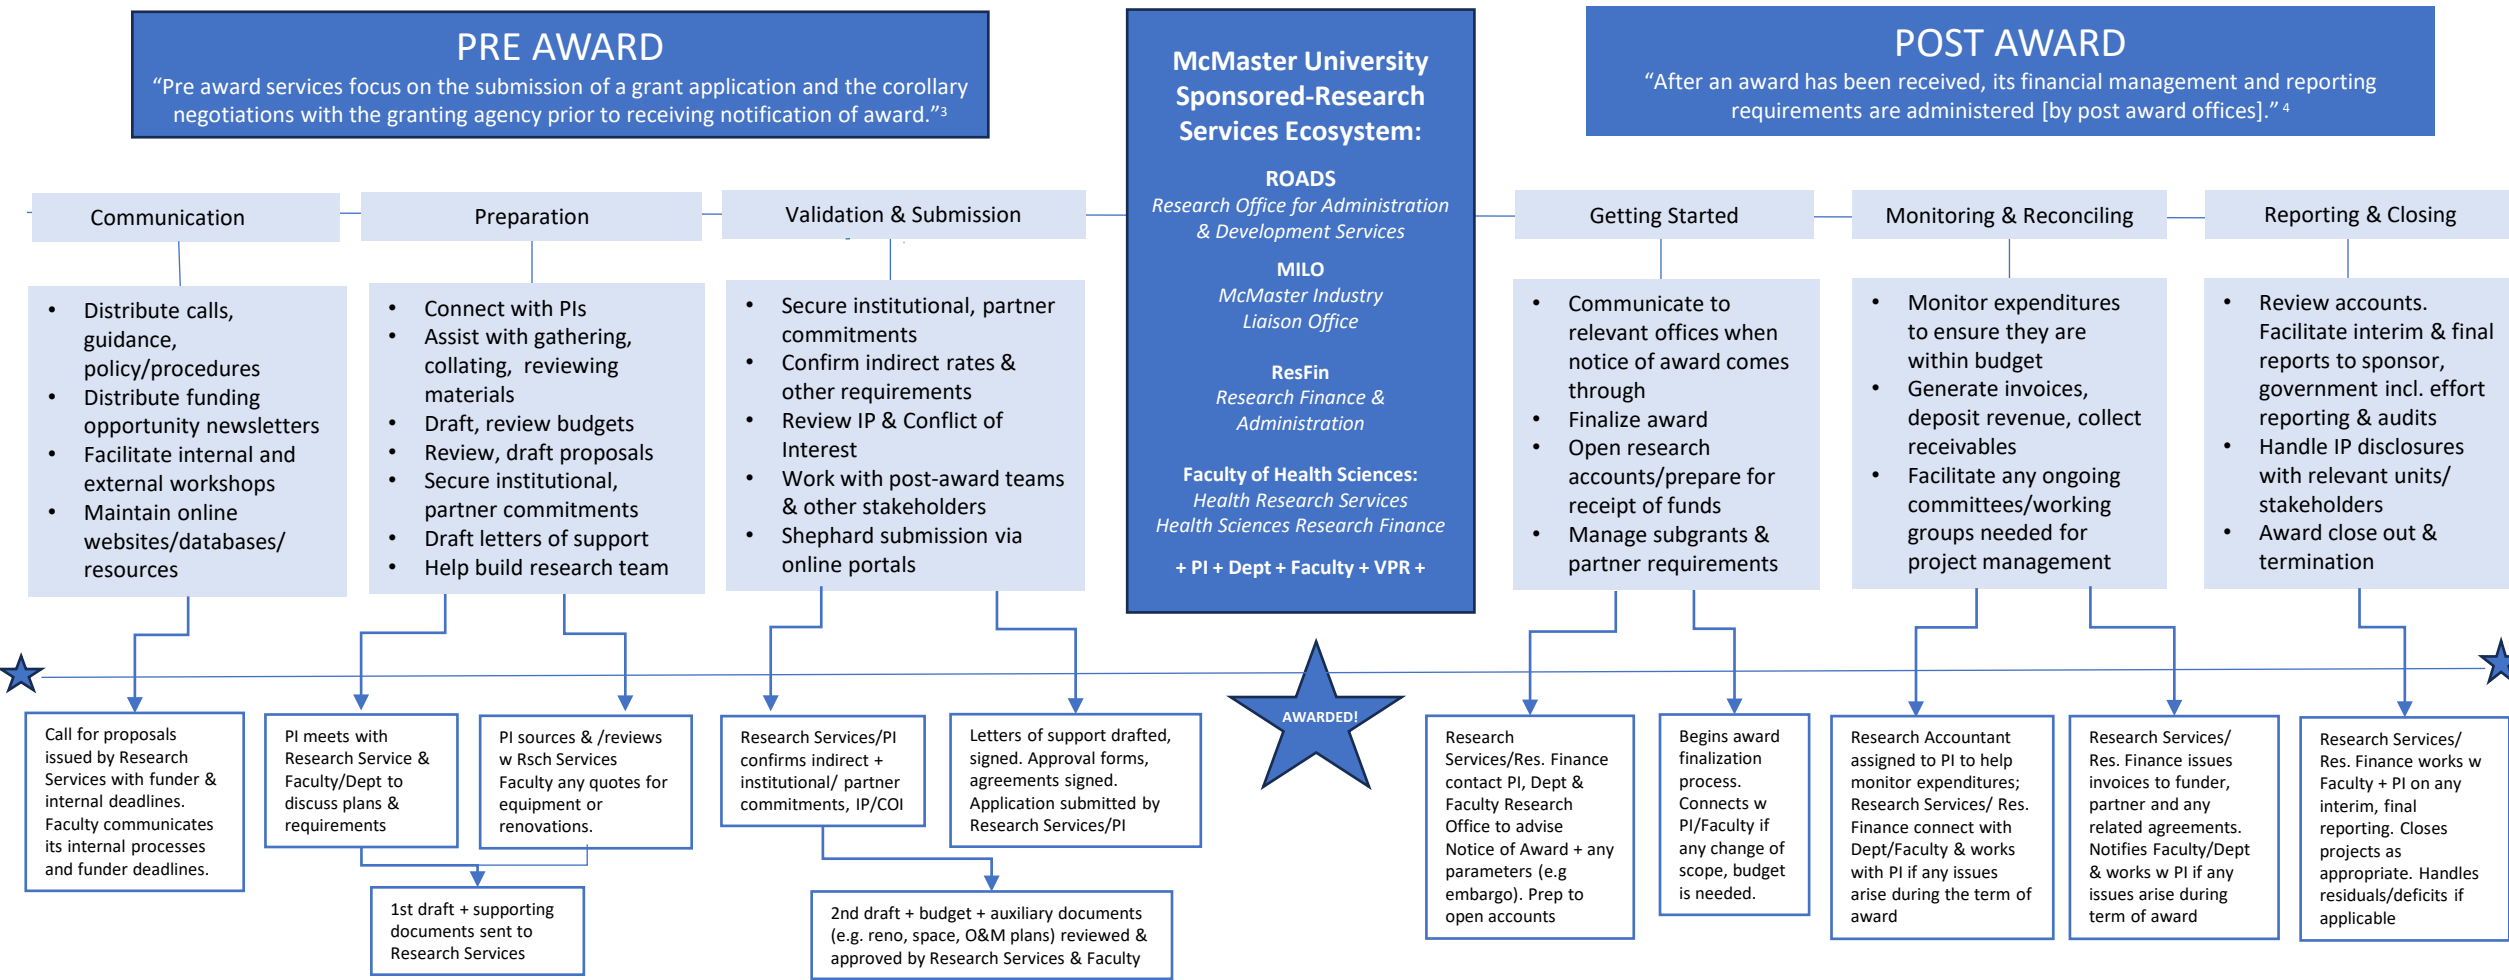 PRE AWARD
“Pre award services focus on the submission of a grant application and the corollary
negotiations with the granting agency prior to receiving notification of award.”3
McMaster University
Sponsored-Research
Services Ecosystem:
ROADS
Research Office for Administration
& Development Services
MILO
McMaster Industry
Liaison Office
ResFin
Research Finance &
Administration
Faculty of Health Sciences:
Health Research Services
Health Sciences Research Finance
+ PI + Dept + Faculty + VPR +
POST AWARD
“After an award has been received, its financial management and reporting
requirements are administered [by post award offices].” 4
Communication
• Distribute calls,
guidance,
policy/procedures
• Distribute funding
opportunity newsletters
• Facilitate internal and
external workshops
• Maintain online
websites/databases/
resources
Preparation
• Connect with PIs
• Assist with gathering,
collating, reviewing
materials
• Draft, review budgets
• Review, draft proposals
• Secure institutional,
partner commitments
• Draft letters of support
• Help build research team
Validation & Submission
• Secure institutional, partner
commitments
• Confirm indirect rates &
other requirements
• Review IP & Conflict of
Interest
• Work with post-award teams
& other stakeholders
• Shephard submission via
online portals
Getting Started
• Communicate to
relevant offices when
notice of award comes
through
• Finalize award
• Open research
accounts/prepare for
receipt of funds
• Manage subgrants &
partner requirements
Monitoring & Reconciling
• Monitor expenditures
to ensure they are
within budget
• Generate invoices,
deposit revenue, collect
receivables
• Facilitate any ongoing
committees/working
groups needed for
project management
Reporting & Closing
• Review accounts.
Facilitate interim & final
reports to sponsor,
government incl. effort
reporting & audits
• Handle IP disclosures
with relevant units/
stakeholders
• Award close out &
termination
Call for proposals
issued by Research
Services with funder &
internal deadlines.
Faculty communicates
its internal processes
and funder deadlines.
PI meets with
Research Service &
Faculty/Dept to
discuss plans &
requirements
PI sources & /reviews
w Rsch Services
Faculty any quotes for
equipment or
renovations.
1st draft + supporting
documents sent to
Research Services
Research Services/PI
confirms indirect +
institutional/ partner
commitments, IP/COI
Letters of support drafted,
signed. Approval forms,
agreements signed.
Application submitted by
Research Services/PI
2nd draft + budget + auxiliary documents
(e.g. reno, space, O&M plans) reviewed &
approved by Research Services & Faculty
AWARDED!
Research
Services/Res. Finance
contact PI, Dept &
Faculty Research
Office to advise
Notice of Award + any
parameters (e.g
embargo). Prep to
open accounts
Begins award
finalization
process.
Connects w
PI/Faculty if
any change of
scope, budget
is needed.
Research Accountant
assigned to PI to help
monitor expenditures;
Research Services/ Res.
Finance connect with
Dept/Faculty & works
with PI if any issues
arise during the term of
award
Research Services/
Res. Finance issues
invoices to funder,
partner and any
related agreements.
Notifies Faculty/Dept
& works w PI if any
issues arise during
term of award
Research Services/
Res. Finance works w
Faculty + PI on any
interim, final
reporting. Closes
projects as
appropriate. Handles
residuals/deficits if
applicable